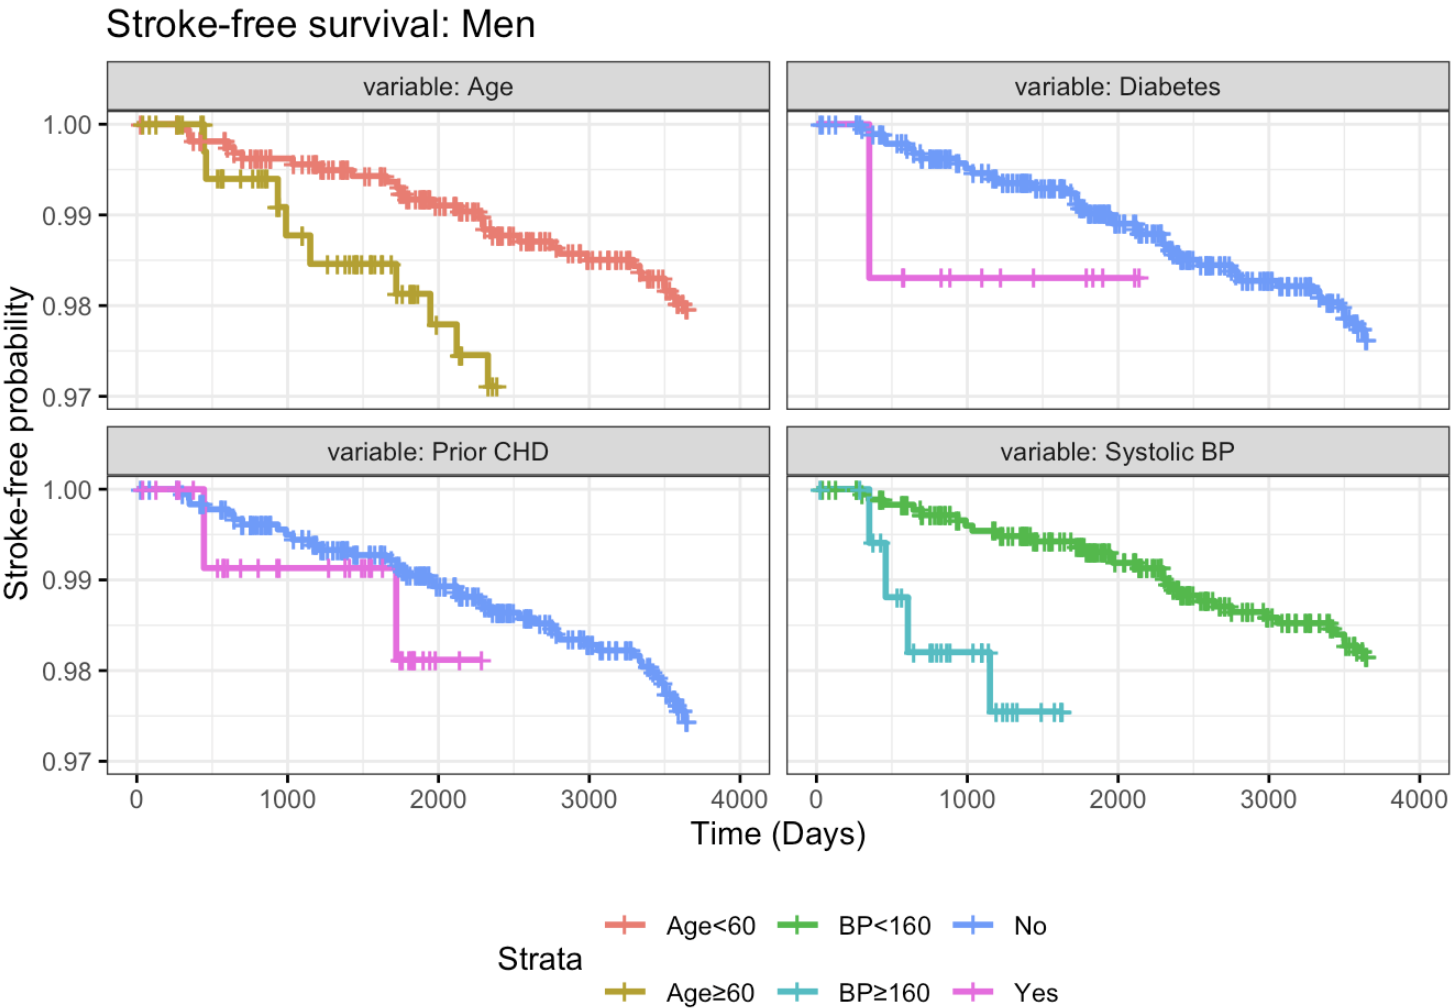 Stroke-free survival: Men
variable: Age
variable: Diabetes
1.00
0.99
0.98
0.97
variable: Prior CHD
variable: Systolic BP
1.00
0.99
0.98
0.97
Stroke-free probability
0 1000 2000 3000 4000
0 1000 2000 3000 4000
Time (Days)
Strata
Age<60 BP<160 No
Age≥60 BP≥160 Yes